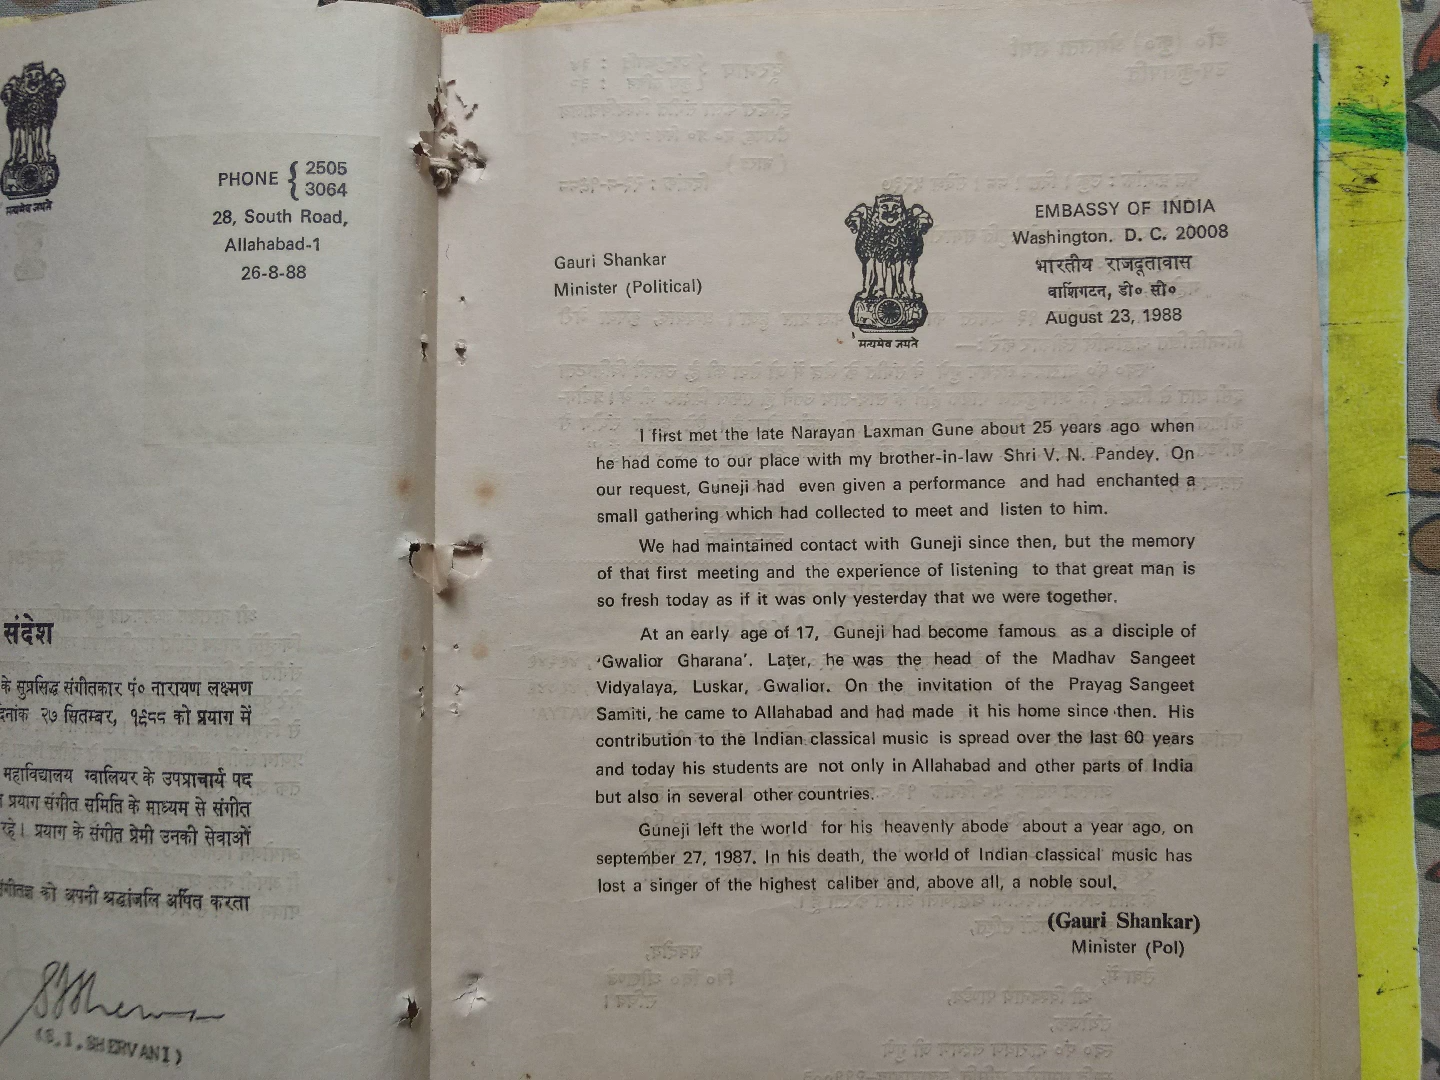 सत्यमेव जयते
PHONE { 2505
3064
28, South Road,
Allahabad-1
26-8-88
संदेश
के सुप्रसिद्ध संगीतकार पं० नारायण लक्ष्मण
२७ सितम्बर, १९८८ को प्रयाग में
महाविद्यालय ग्वालियर के उपप्राचार्य पद
प्रयाग संगीत समिति के माध्यम से संगीत
रहे। प्रयाग के संगीत प्रेमी उनकी सेवाओं
को अपनी श्रद्धांजलि अर्पित करता
(S.I.SHERVANI)
Gauri Shankar
Minister (Political)
सत्यमेव जयते
EMBASSY OF INDIA
Washington. D. C. 20008
भारतीय राजदूतावास
वाशिंगटन, डी० सी०
August 23, 1988
I first met the late Narayan Laxman Gune about 25 years ago when
he had come to our place with my brother-in-law Shri V. N. Pandey. On
our request, Guneji had even given a performance and had enchanted a
small gathering which had collected to meet and listen to him.
We had maintained contact with Guneji since then, but the memory
of that first meeting and the experience of listening to that great man is
so fresh today as if it was only yesterday that we were together.
At an early age of 17, Guneji had become famous as a disciple of
'Gwalior Gharana'. Later, he was the head of the Madhav Sangeet
Vidyalaya, Luskar, Gwalior. On the invitation of the Prayag Sangeet
Samiti, he came to Allahabad and had made it his home since then. His
contribution to the Indian classical music is spread over the last 60 years
and today his students are not only in Allahabad and other parts of India
but also in several other countries.
Guneji left the world for his heavenly abode about a year ago, on
september 27, 1987. In his death, the world of Indian classical music has
lost a singer of the highest caliber and, above all, a noble soul.
(Gauri Shankar)
Minister (Pol)